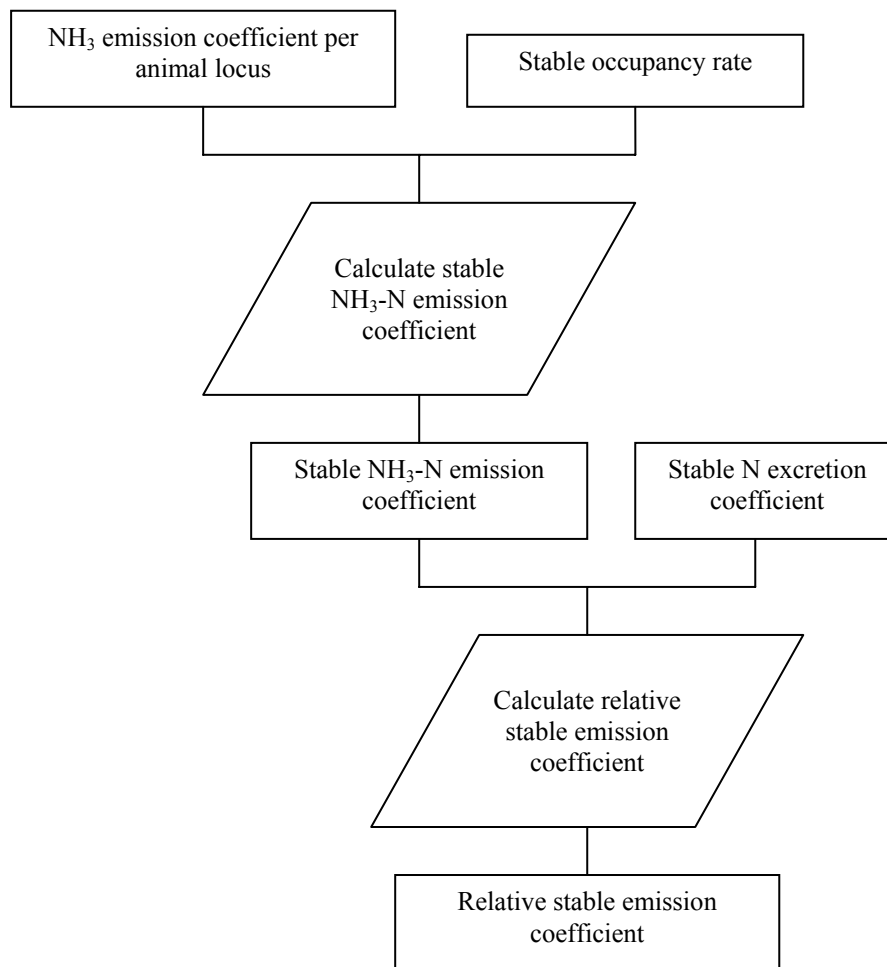 NH₃ emission coefficient per
animal locus
Stable occupancy rate
Calculate stable
NH₃-N emission
coefficient
Stable NH₃-N emission
coefficient
Stable N excretion
coefficient
Calculate relative
stable emission
coefficient
Relative stable emission
coefficient